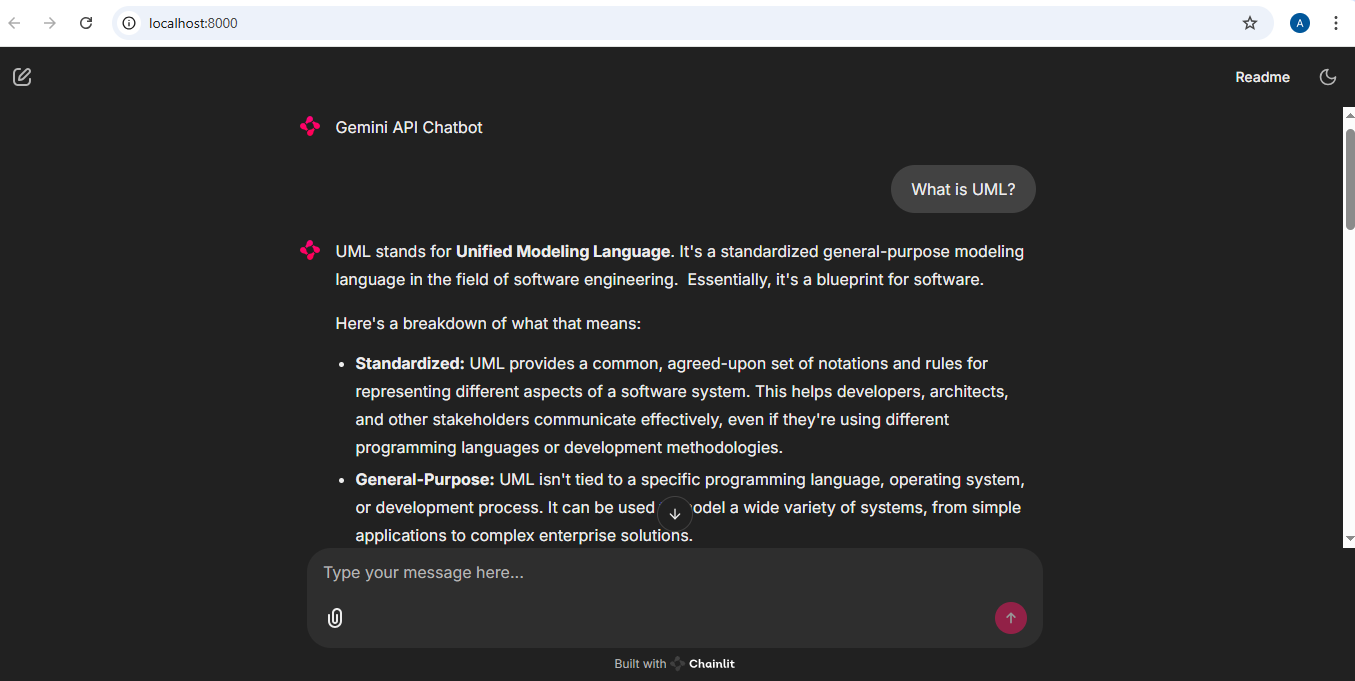 localhost:8000
A
Readme
Gemini API Chatbot
What is UML?
UML stands for Unified Modeling Language. It's a standardized general-purpose modeling
language in the field of software engineering.  Essentially, it's a blueprint for software.
Here's a breakdown of what that means:
• Standardized: UML provides a common, agreed-upon set of notations and rules for
representing different aspects of a software system. This helps developers, architects,
and other stakeholders communicate effectively, even if they're using different
programming languages or development methodologies.
• General-Purpose: UML isn't tied to a specific programming language, operating system,
or development process. It can be used odel a wide variety of systems, from simple
applications to complex enterprise solutions.
Type your message here...
Built with Chainlit